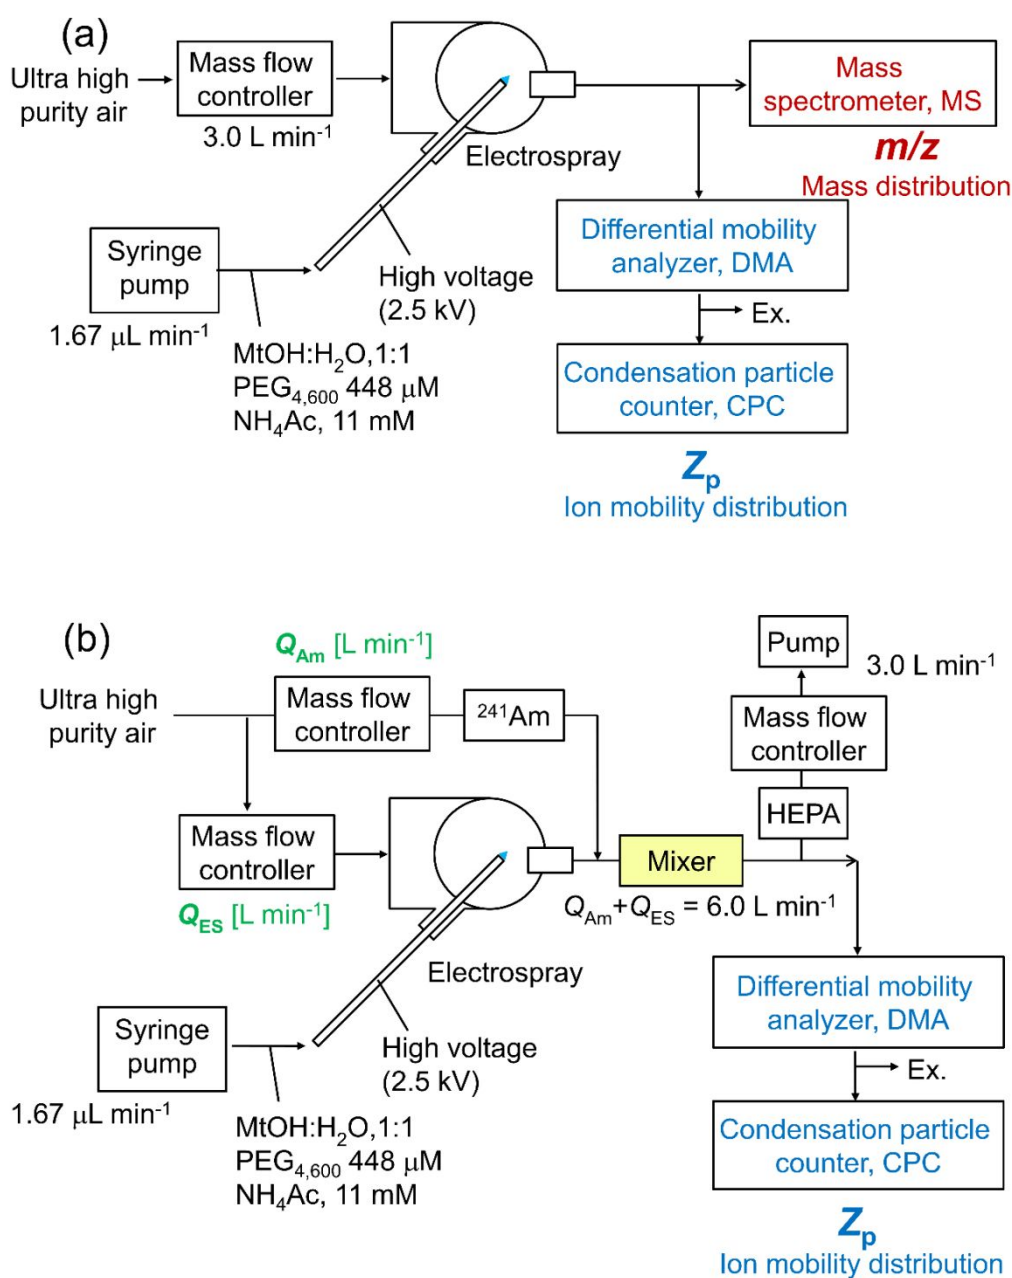 (a)
Ultra high
purity air
Mass flow
controller
3.0 L min⁻¹
Electrospray
Mass
spectrometer, MS
m/z
Mass distribution
Syringe
pump
1.67 μL min⁻¹
High voltage
(2.5 kV)
MtOH:H₂O,1:1
PEG₄,₆₀₀ 448 μM
NH₄Ac, 11 mM
Differential mobility
analyzer, DMA
Ex.
Condensation particle
counter, CPC
Zₚ
Ion mobility distribution
(b)
Ultra high
purity air
Q_Am [L min⁻¹]
Mass flow
controller
²⁴¹Am
Pump
3.0 L min⁻¹
Mass flow
controller
HEPA
Mass flow
controller
Q_ES [L min⁻¹]
Mixer
Q_Am+Q_ES = 6.0 L min⁻¹
Electrospray
Syringe
pump
1.67 μL min⁻¹
High voltage
(2.5 kV)
MtOH:H₂O,1:1
PEG₄,₆₀₀ 448 μM
NH₄Ac, 11 mM
Differential mobility
analyzer, DMA
Ex.
Condensation particle
counter, CPC
Zₚ
Ion mobility distribution